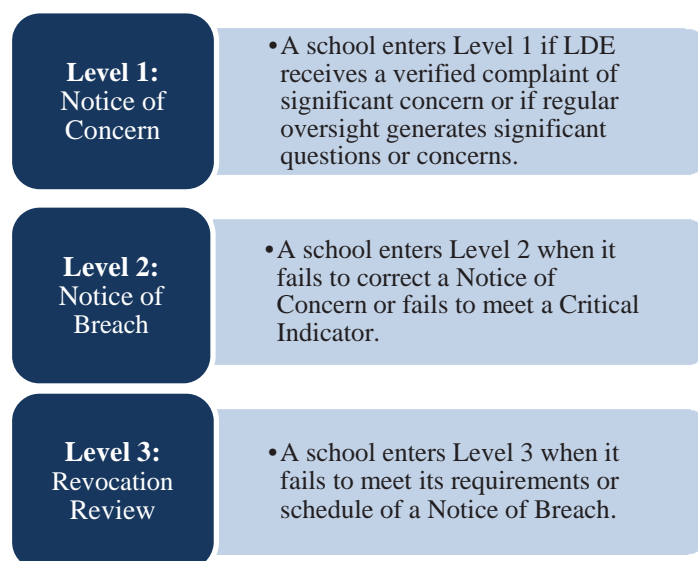 Level 1:
Notice of
Concern
•A school enters Level 1 if LDE
receives a verified complaint of
significant concern or if regular
oversight generates significant
questions or concerns.
Level 2:
Notice of
Breach
•A school enters Level 2 when it
fails to correct a Notice of
Concern or fails to meet a Critical
Indicator.
Level 3:
Revocation
Review
•A school enters Level 3 when it
fails to meet its requirements or
schedule of a Notice of Breach.